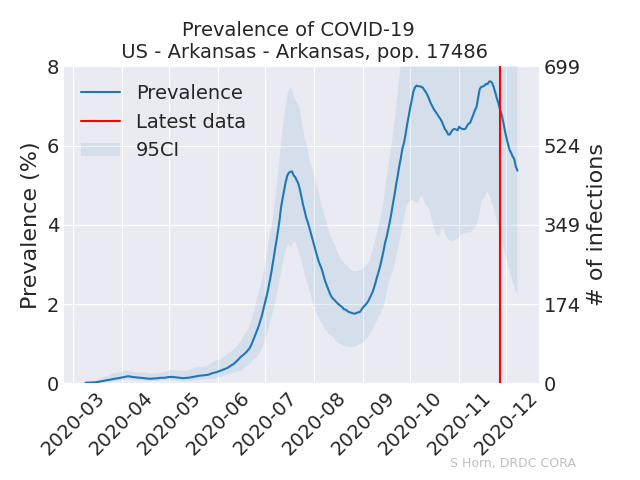 Prevalence of COVID-19
US - Arkansas - Arkansas, pop. 17486
Prevalence
Latest data
95CI
Prevalence (%)
8
6
4
2
0
# of infections
699
524
349
174
0
2020-03
2020-04
2020-05
2020-06
2020-07
2020-08
2020-09
2020-10
2020-11
2020-12
S Horn, DRDC CORA